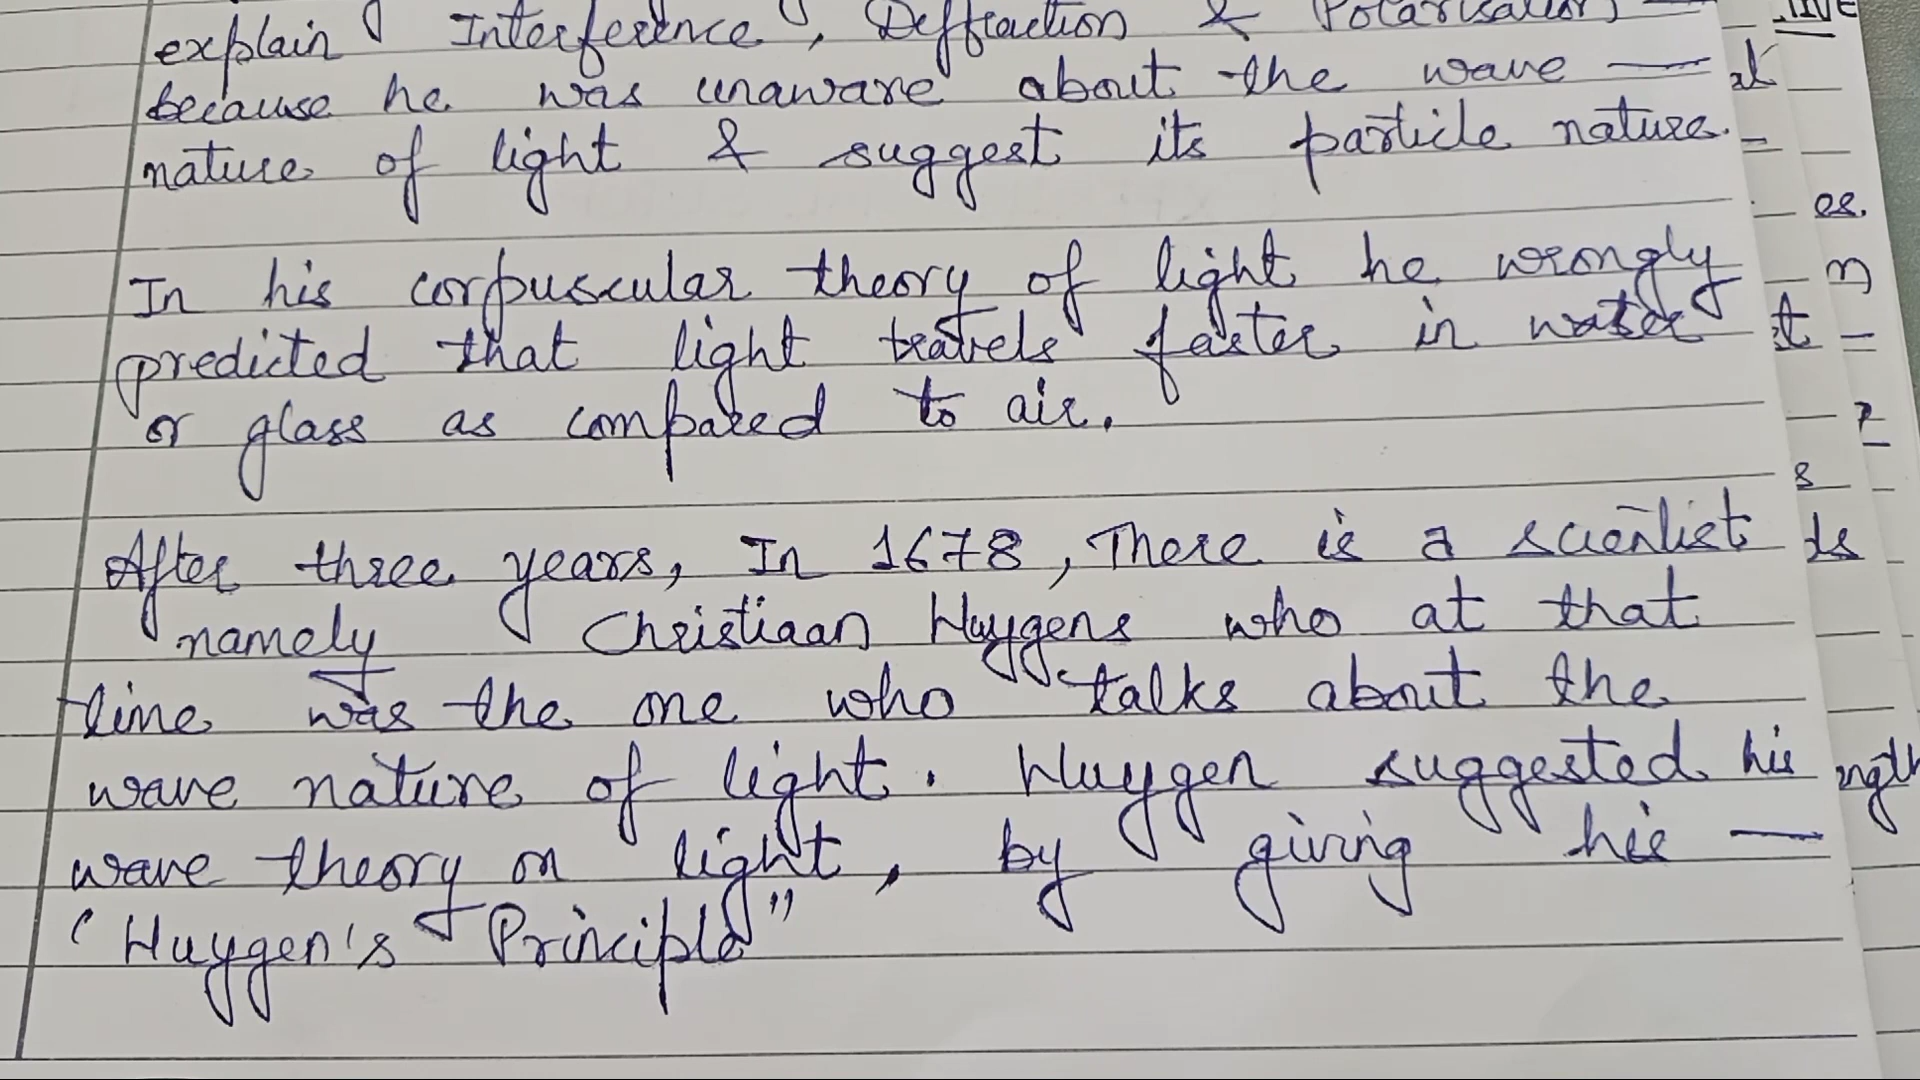 explain Interference, Deffraction & Polarisation, —
because he was unaware about the wave —
nature of light & suggest its particle nature.
In his corpuscular theory of light he wrongly
predicted that light travels faster in water
or glass as compared to air.
After three years, In 1678, There is a scientist
namely Christiaan Huygens who at that
time was the one who talks about the
wave nature of light. Huygen suggested his
wave theory on light, by giving his —
"Huygen's Principle"